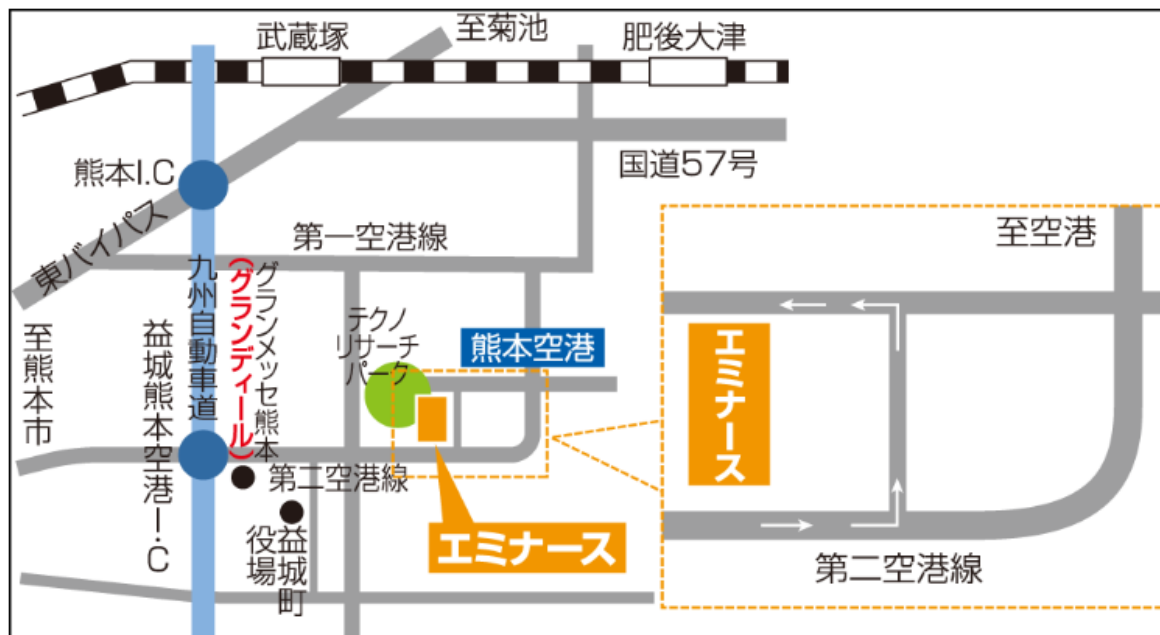 武蔵塚
至菊池
肥後大津
熊本I.C
国道57号
東バイパス
第一空港線
至空港
九州自動車道
グランメッセ熊本
(グランディール)
テクノ
リサーチ
パーク
熊本空港
至熊本市
益城熊本空港I・C
エミナース
第二空港線
益城町
役場
エミナース
第二空港線